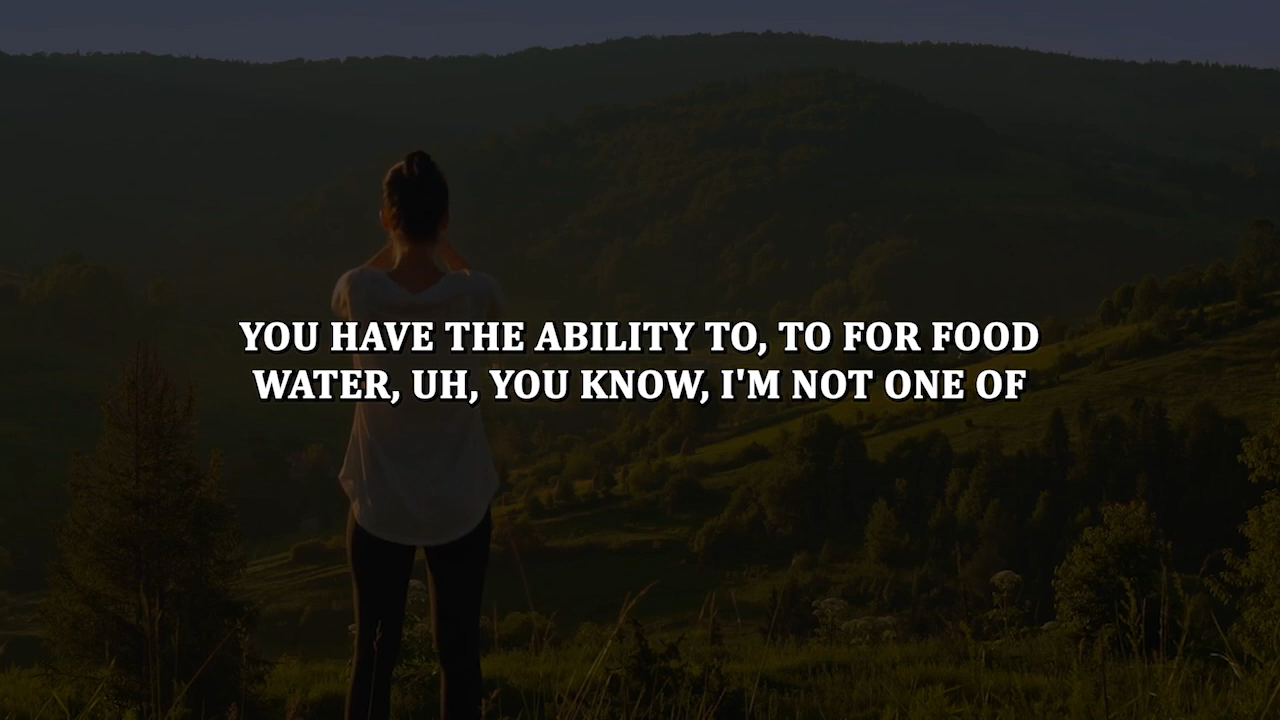 YOU HAVE THE ABILITY TO, TO FOR FOOD
WATER, UH, YOU KNOW, I'M NOT ONE OF